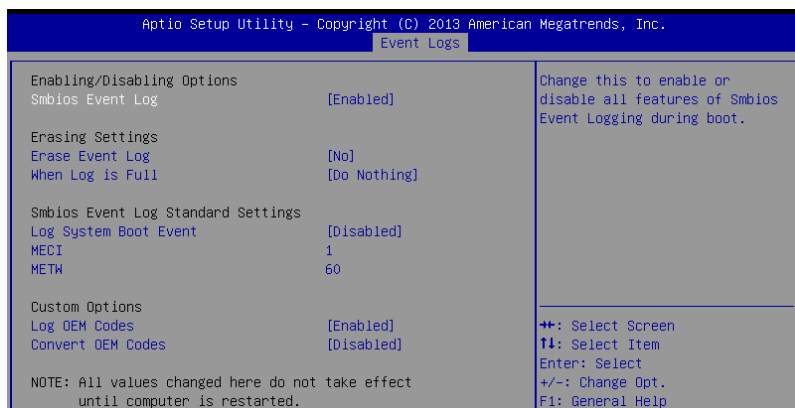 Aptio Setup Utility – Copyright (C) 2013 American Megatrends, Inc.
Event Logs
Enabling/Disabling Options
Smbios Event Log [Enabled]
Erasing Settings
Erase Event Log [No]
When Log is Full [Do Nothing]
Smbios Event Log Standard Settings
Log System Boot Event [Disabled]
MECI 1
METW 60
Custom Options
Log OEM Codes [Enabled]
Convert OEM Codes [Disabled]
NOTE: All values changed here do not take effect
until computer is restarted.
Change this to enable or
disable all features of Smbios
Event Logging during boot.
→←: Select Screen
↑↓: Select Item
Enter: Select
+/-: Change Opt.
F1: General Help